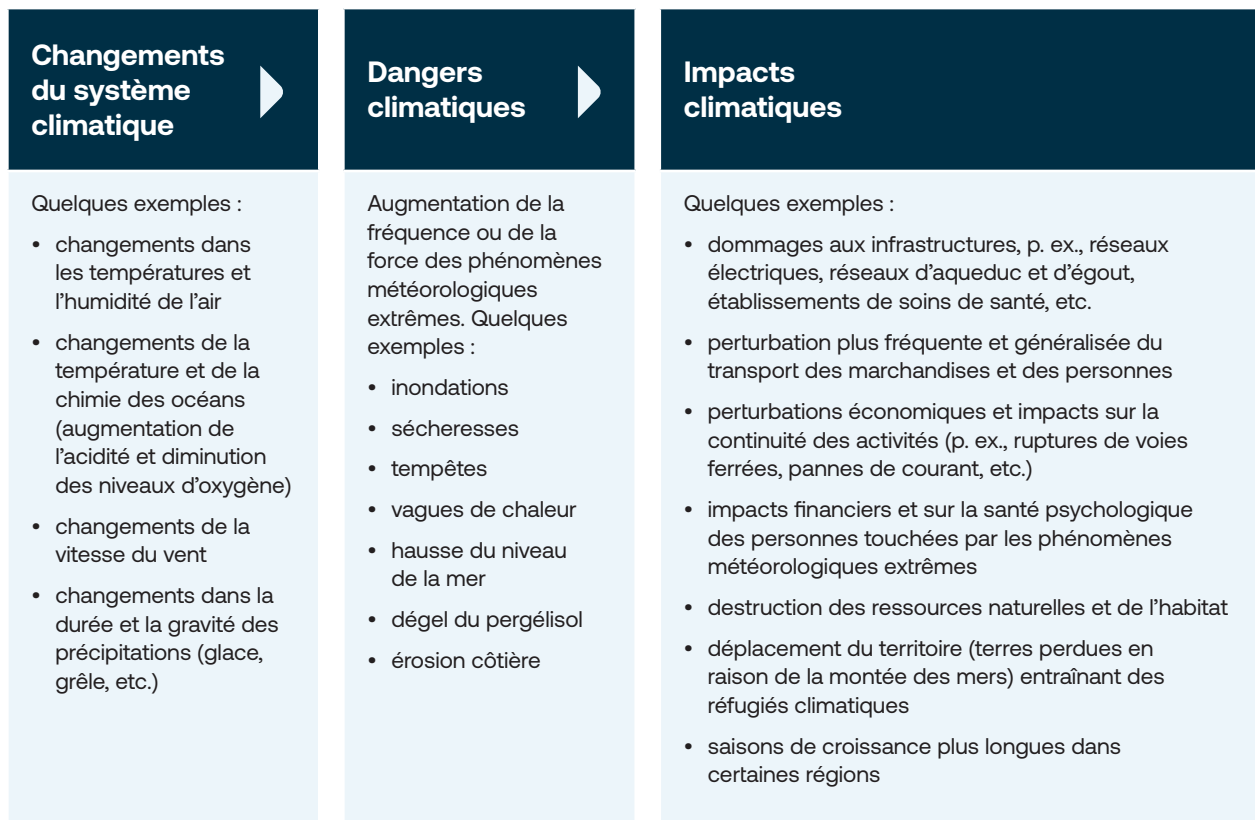 Changements
du système
climatique
Quelques exemples :
• changements dans
les températures et
l’humidité de l’air
• changements de la
température et de la
chimie des océans
(augmentation de
l’acidité et diminution
des niveaux d’oxygène)
• changements de la
vitesse du vent
• changements dans la
durée et la gravité des
précipitations (glace,
grêle, etc.)
Dangers
climatiques
Augmentation de la
fréquence ou de la
force des phénomènes
météorologiques
extrêmes. Quelques
exemples :
• inondations
• sécheresses
• tempêtes
• vagues de chaleur
• hausse du niveau
de la mer
• dégel du pergélisol
• érosion côtière
Impacts
climatiques
Quelques exemples :
• dommages aux infrastructures, p. ex., réseaux
électriques, réseaux d’aqueduc et d’égout,
établissements de soins de santé, etc.
• perturbation plus fréquente et généralisée du
transport des marchandises et des personnes
• perturbations économiques et impacts sur la
continuité des activités (p. ex., ruptures de voies
ferrées, pannes de courant, etc.)
• impacts financiers et sur la santé psychologique
des personnes touchées par les phénomènes
météorologiques extrêmes
• destruction des ressources naturelles et de l’habitat
• déplacement du territoire (terres perdues en
raison de la montée des mers) entraînant des
réfugiés climatiques
• saisons de croissance plus longues dans
certaines régions